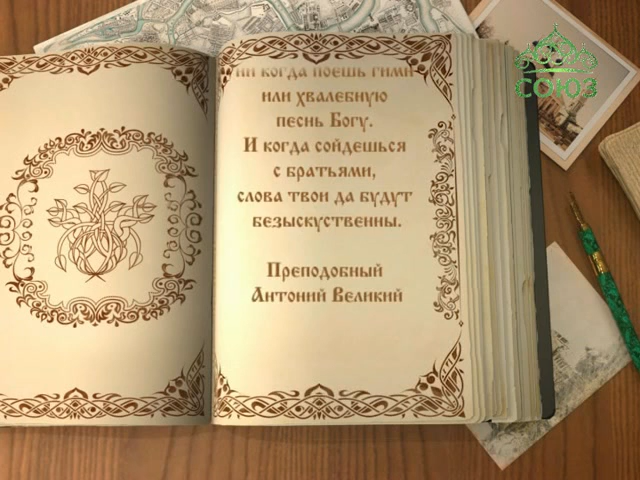 ни когда поешь гимн
или хвалебную
песнь Богу.
И когда сойдешься
с братьями,
слова твои да будут
безыскуственны.
Преподобный
Антоний Великий
СОЮЗ